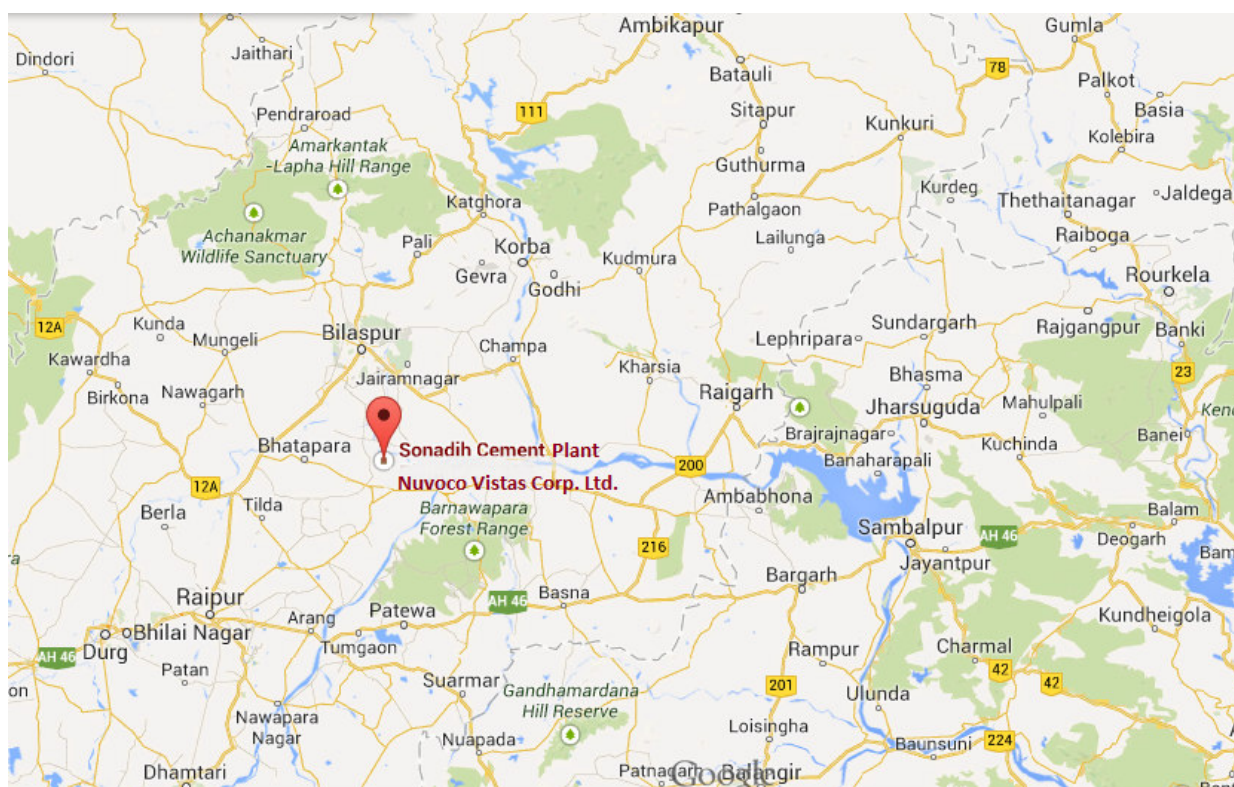 Ambikapur
Gumla
Jaithari
Dindori
Batauli
78
Palkot
Basia
Sitapur
111
Pendraroad
Kunkuri
Kolebira
Amarkantak
-Lapha Hill Range
Guthurma
Kurdeg
Jaldega
Thethaitanagar
Katghora
Pathalgaon
Achanakmar
Wildlife Sanctuary
Pali
Korba
Lailunga
Raiboga
Gevra
Godhi
Kudmura
Rourkela
12A
Kunda
Mungeli
Bilaspur
Champa
Lephripara
Sundargarh
Rajgangpur
Banki
Kawardha
Birkona
Nawagarh
Jairamnagar
Kharsia
Raigarh
Bhasma
23
Jharsuguda
Mahulpali
Bhatapara
Sonadih Cement Plant
Nuvoco Vistas Corp. Ltd.
Brajrajnagar
Kuchinda
Banei
200
Banaharapali
12A
Tilda
Berla
Barnawapara
Forest Range
Ambabhona
Sambalpur
AH 46
Balam
Deogarh
Bam
216
Jayantpur
Bargarh
Raipur
Arang
Patewa
AH 46
Basna
Kundheigola
Bhilai Nagar
Durg
Tumgaon
AH 46
Patan
Rampur
Charmal
42
42
Suarmar
Gandhamardana
Hill Reserve
201
Ulunda
Nawapara
Nagar
Nuapada
Loisingha
Baunsuni
224
Dhamtari
Patnagarh
Balangir
Google